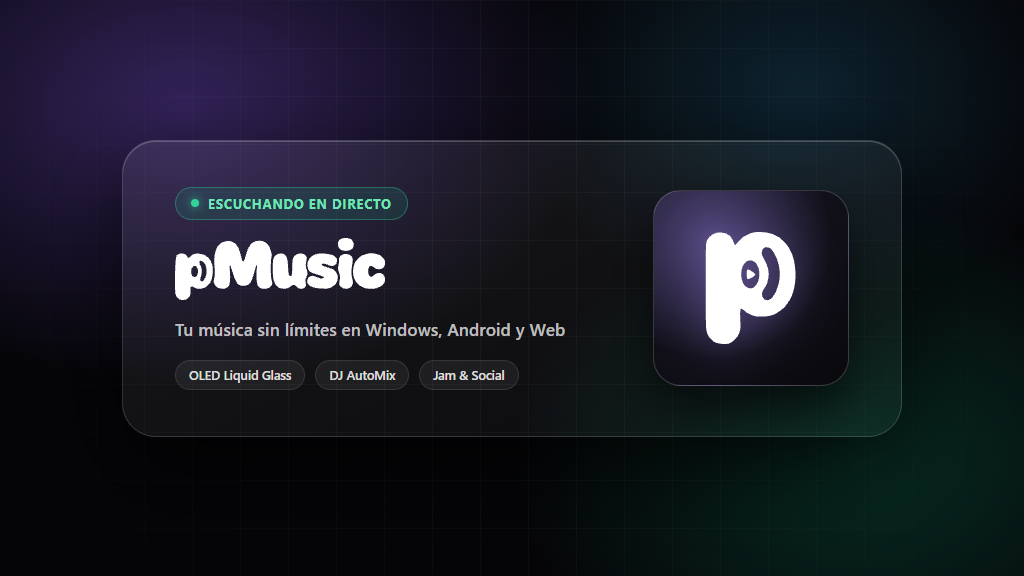 ESCUCHANDO EN DIRECTO
pMusic
Tu música sin límites en Windows, Android y Web
OLED Liquid Glass
DJ AutoMix
Jam & Social
p